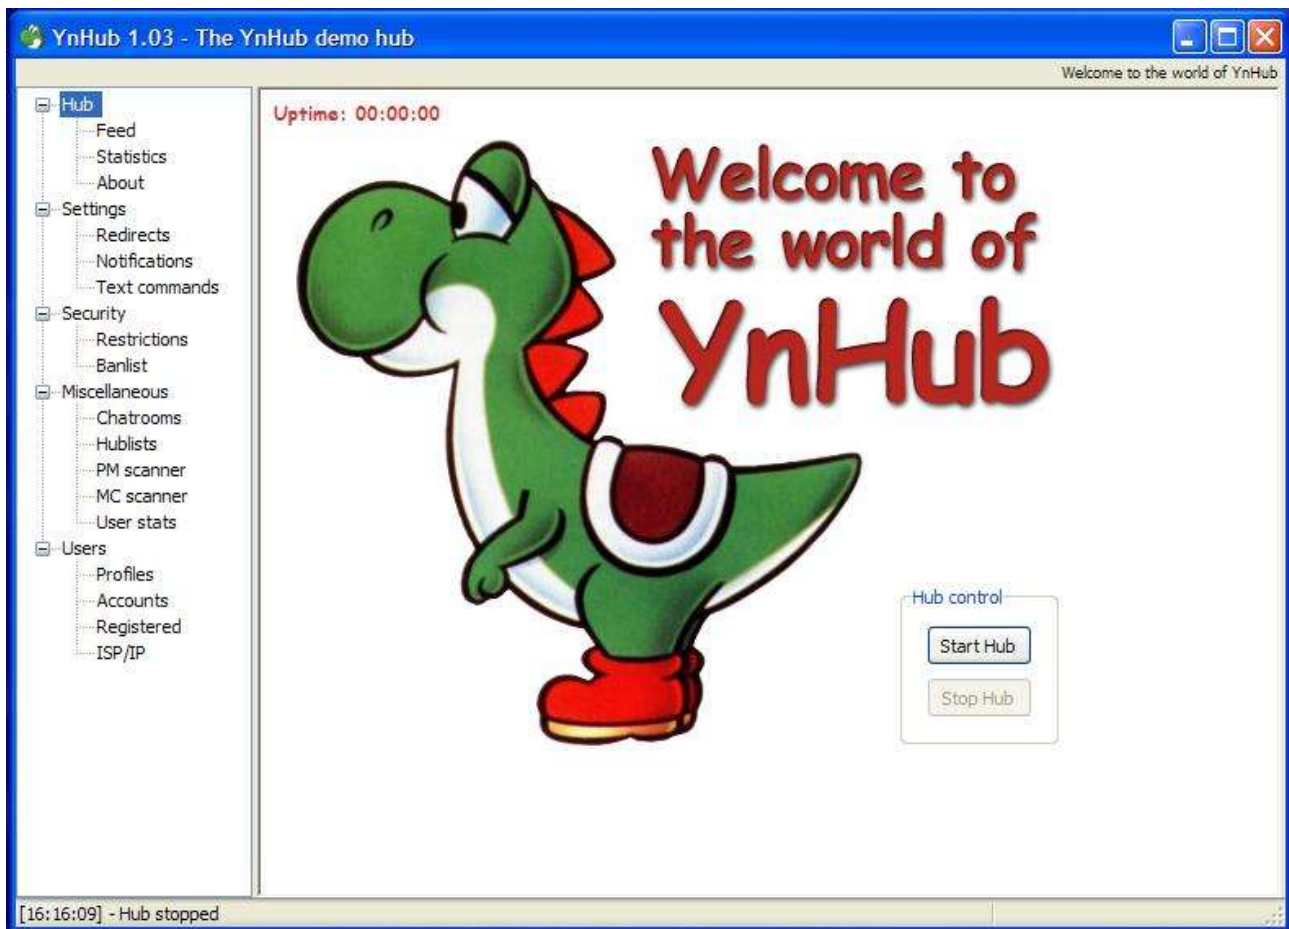 YnHub 1.03 - The YnHub demo hub
Welcome to the world of YnHub
Hub
Feed
Statistics
About
Settings
Redirects
Notifications
Text commands
Security
Restrictions
Banlist
Miscellaneous
Chatrooms
Hublists
PM scanner
MC scanner
User stats
Users
Profiles
Accounts
Registered
ISP/IP
Uptime: 00:00:00
Welcome to
the world of
YnHub
Hub control
Start Hub
Stop Hub
[16:16:09] - Hub stopped